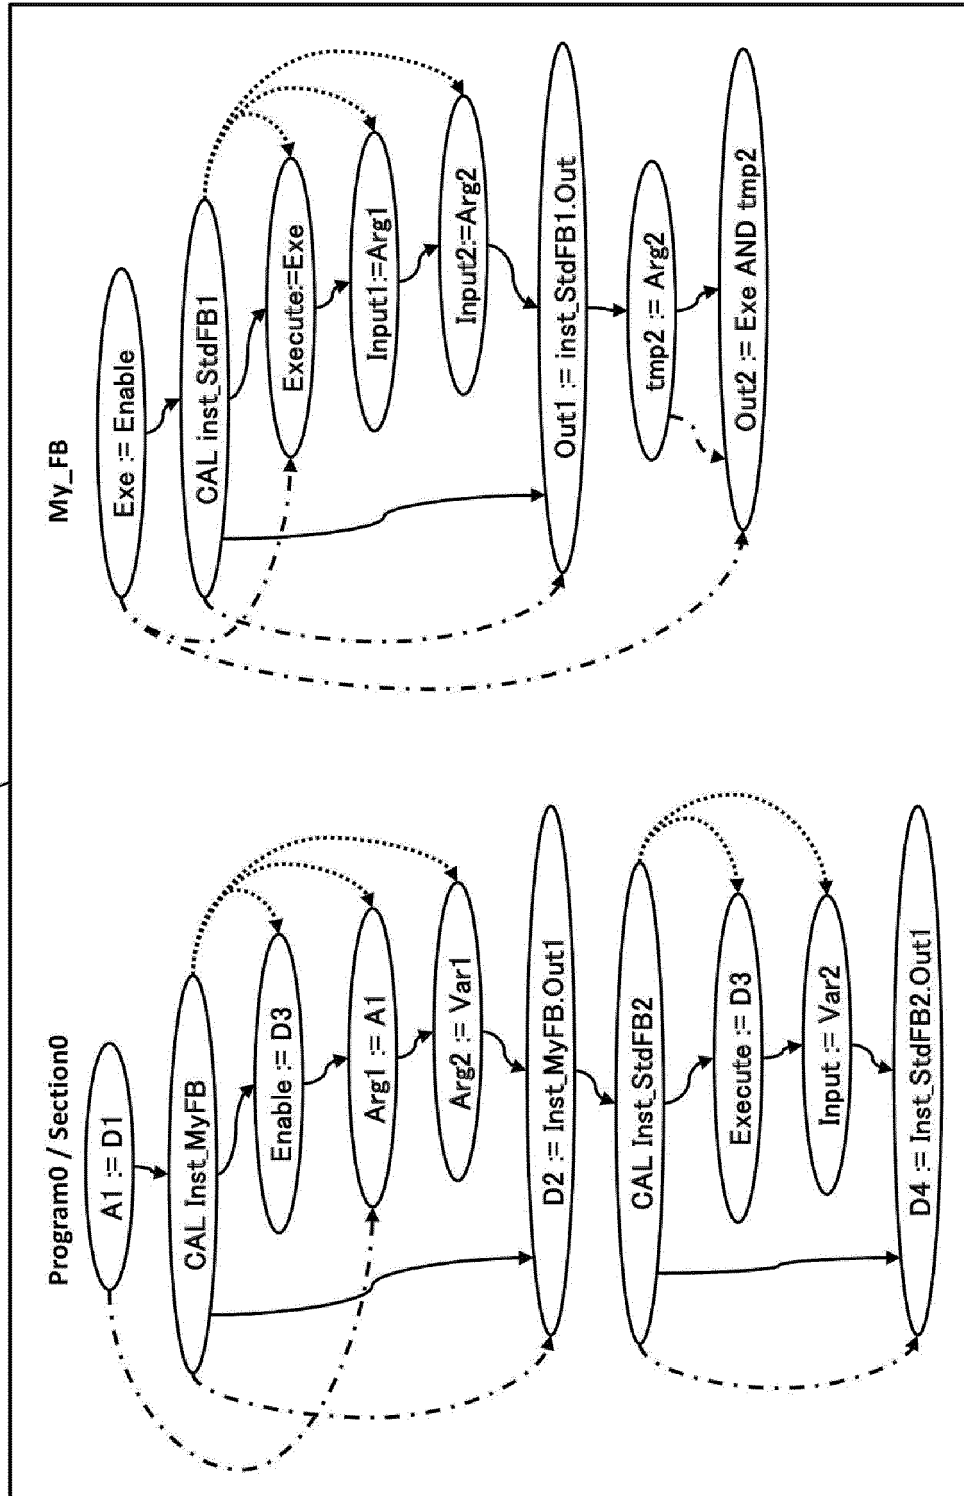 Program0 / Section0
A1 := D1
CAL Inst_MyFB
Enable := D3
Arg1 := A1
Arg2 := Var1
D2 := Inst_MyFB.Out1
CAL Inst_StdFB2
Execute := D3
Input := Var2
D4 := Inst_StdFB2.Out1
My_FB
Exe := Enable
CAL inst_StdFB1
Execute:=Exe
Input1:=Arg1
Input2:=Arg2
Out1 := inst_StdFB1.Out
tmp2 := Arg2
Out2 := Exe AND tmp2